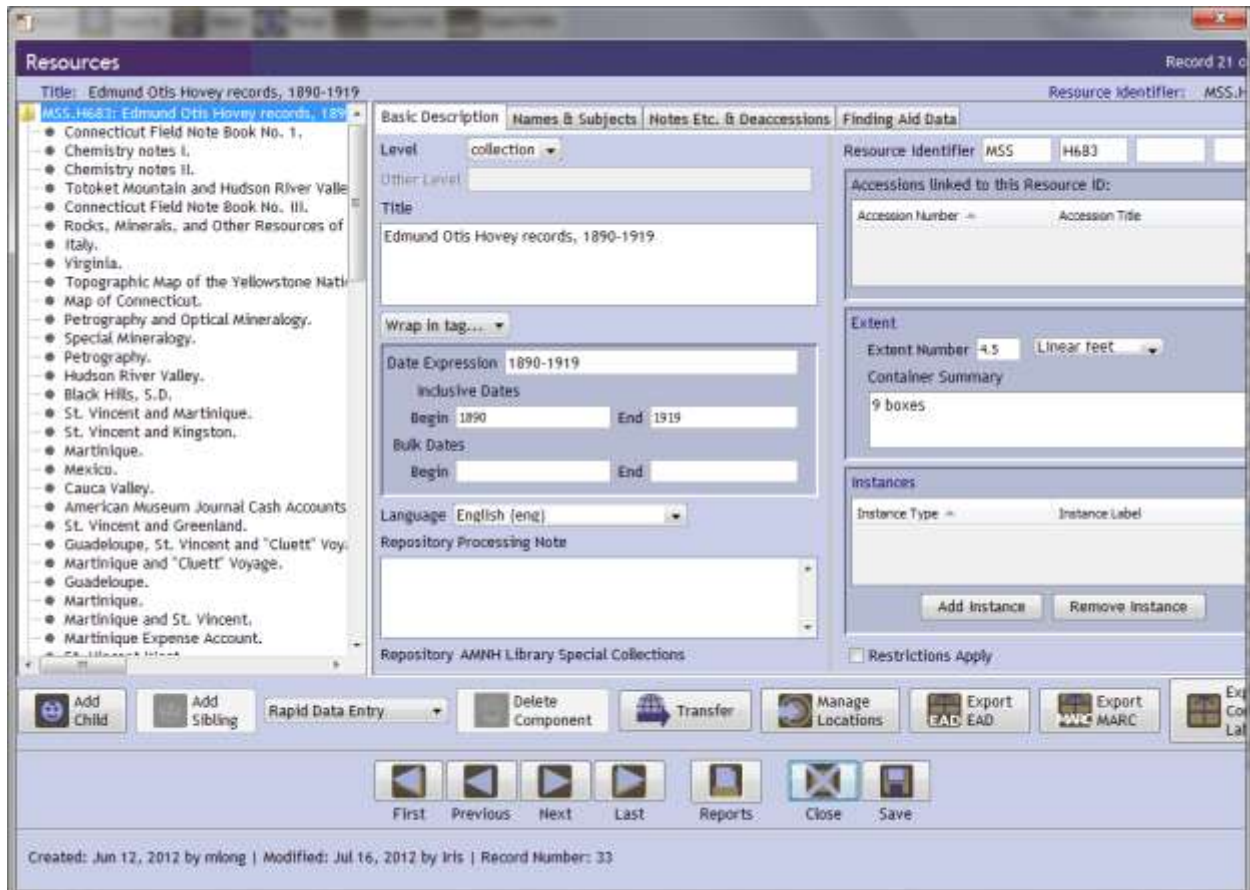 Resources
Record 21 o
Title: Edmund Otis Hovey records, 1890-1919
Resource Identifier: MSS.H
MSS.H683: Edmund Otis Hovey records, 189
Connecticut Field Note Book No. 1.
Chemistry notes I.
Chemistry notes II.
Totoket Mountain and Hudson River Valle
Connecticut Field Note Book No. III.
Rocks, Minerals, and Other Resources of
Italy.
Virginia.
Topographic Map of the Yellowstone Nati
Map of Connecticut.
Petrography and Optical Mineralogy.
Special Mineralogy.
Petrography.
Hudson River Valley.
Black Hills, S.D.
St. Vincent and Martinique.
St. Vincent and Kingston.
Martinique.
Mexico.
Cauca Valley.
American Museum Journal Cash Accounts
St. Vincent and Greenland.
Guadeloupe, St. Vincent and "Cluett" Voy
Martinique and "Cluett" Voyage.
Guadeloupe.
Martinique.
Martinique and St. Vincent.
Martinique Expense Account.
Basic Description Names & Subjects Notes Etc. & Deaccessions Finding Aid Data
Level collection
Other Level
Title
Edmund Otis Hovey records, 1890-1919
Wrap in tag...
Date Expression 1890-1919
Inclusive Dates
Begin 1890 End 1919
Bulk Dates
Begin End
Language English (eng)
Repository Processing Note
Repository AMNH Library Special Collections
Resource Identifier MSS H683
Accessions linked to this Resource ID:
Accession Number Accession Title
Extent
Extent Number 4.5 Linear feet
Container Summary
9 boxes
Instances
Instance Type Instance Label
Add Instance Remove Instance
Restrictions Apply
Add Child
Add Sibling
Rapid Data Entry
Delete Component
Transfer
Manage Locations
EAD Export EAD
MARC Export MARC
Exp
Co
Lab
First Previous Next Last Reports Close Save
Created: Jun 12, 2012 by mlong | Modified: Jul 16, 2012 by iris | Record Number: 33